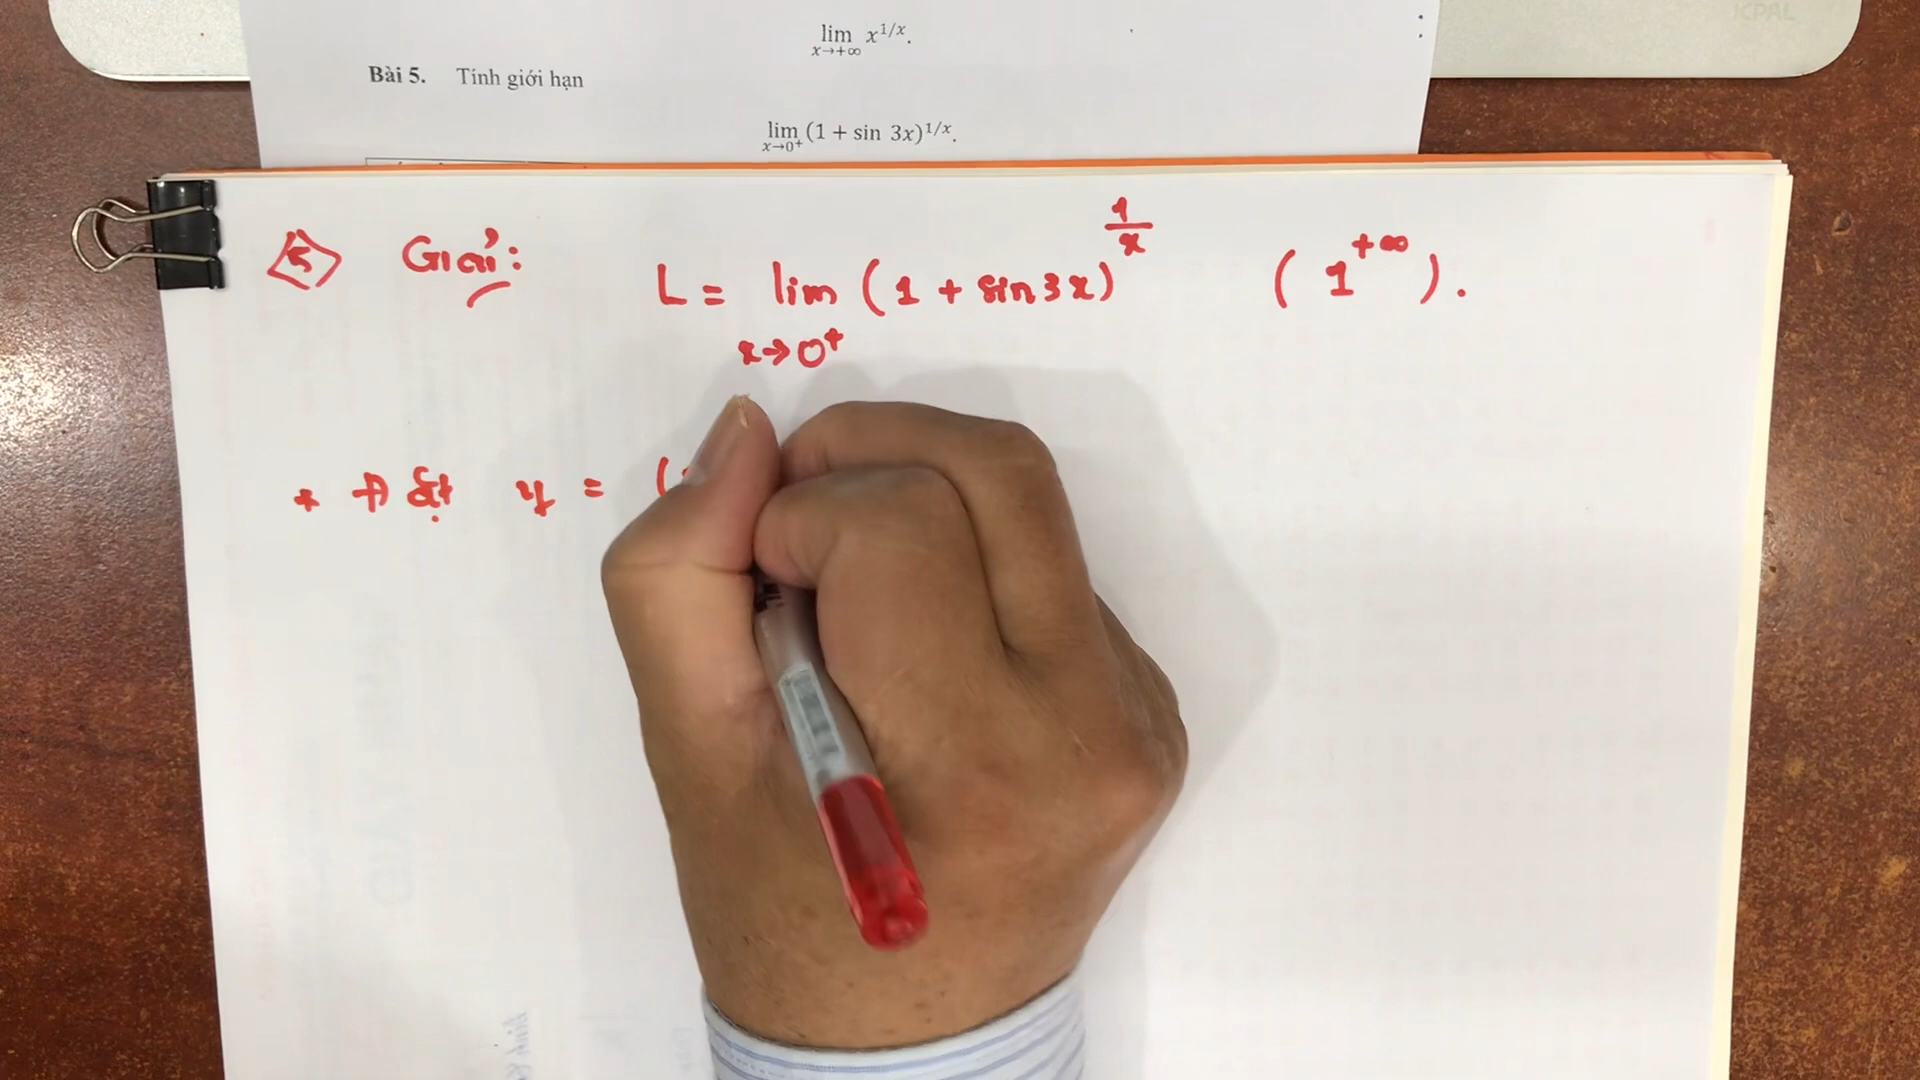 ICPAL
lim x→+∞ x^{1/x}.
Bài 5. Tính giới hạn
lim x→0⁺ (1 + sin 3x)^{1/x}.
5 Giải: L = lim x→0⁺ (1 + sin 3x)^{1/x} (1^{+∞}).
+ Đặt y = (